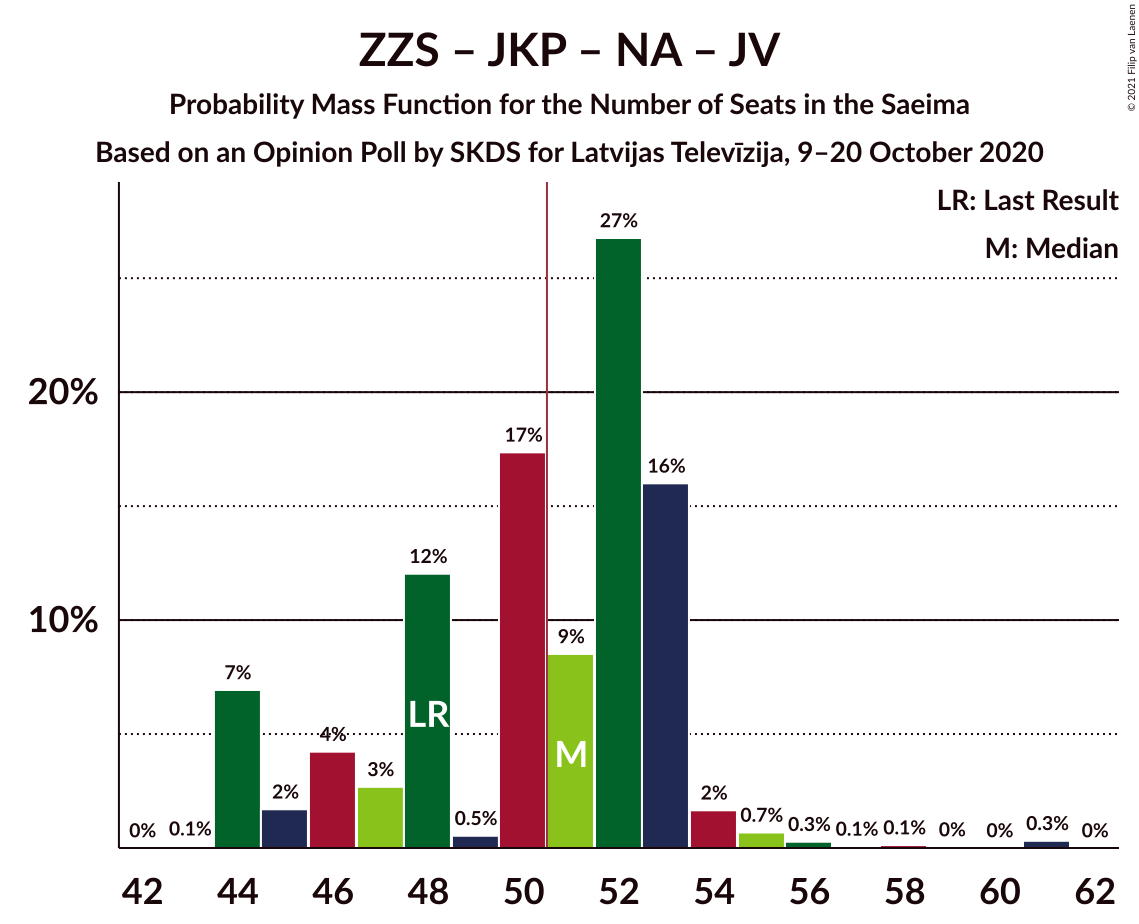 ZZS – JKP – NA – JV
Probability Mass Function for the Number of Seats in the Saeima
Based on an Opinion Poll by SKDS for Latvijas Televīzija, 9–20 October 2020
© 2021 Filip van Laenen
LR: Last Result
M: Median
27%
20%
17%
16%
12%
10%
9%
7%
LR
4%
M
3%
2%
0.5%
2%
0.7%
0% 0.1% 0.3% 0.1% 0.1% 0% 0% 0.3% 0%
42 44 46 48 50 52 54 56 58 60 62